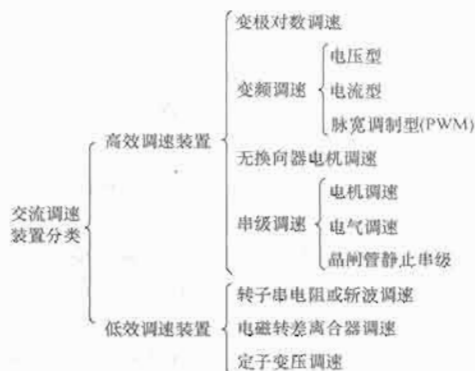 变极对数调速
电压型
变频调速
电流型
脉宽调制型(PWM)
高效调速装置
无换向器电机调速
电机调速
交流调速
装置分类
串级调速
电气调速
晶闸管静止串级
转子串电阻或斩波调速
低效调速装置
电磁转差离合器调速
定子变压调速